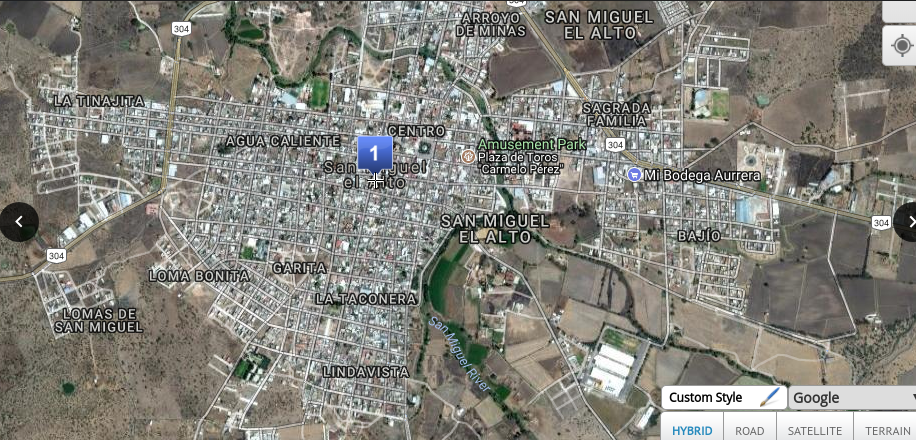 304
ARROYO
DE MINAS
SAN MIGUEL
EL ALTO
304
LA TINAJITA
SAGRADA
FAMILIA
AGUA CALIENTE
CENTRO
304
1
Amusement Park
Plaza de Toros
"Carmelo Pérez"
San Miguel
el Alto
Mi Bodega Aurrera
SAN MIGUEL
EL ALTO
304
BAJÍO
304
LOMA BONITA
GARITA
LA TACONERA
LOMAS DE
SAN MIGUEL
San Miguel River
LINDAVISTA
Custom Style
Google
HYBRID
ROAD
SATELLITE
TERRAIN